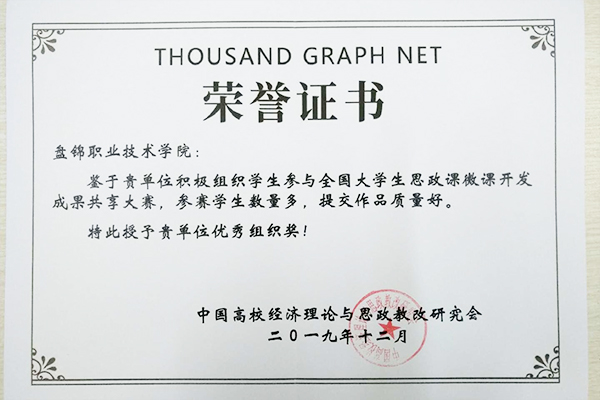 THOUSAND GRAPH NET
荣誉证书
盘锦职业技术学院：
鉴于贵单位积极组织学生参与全国大学生思政课微课开发
成果共享大赛，参赛学生数量多，提交作品质量好。
特此授予贵单位优秀组织奖！
中国高校经济理论与思政教改研究会
二０一九年十二月